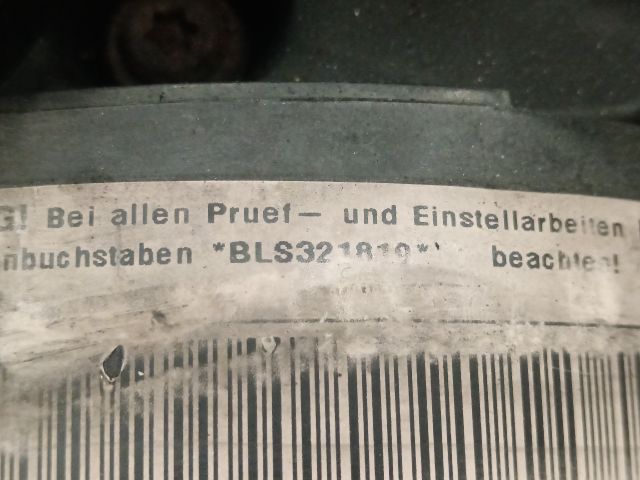 G! Bei allen Pruef- und Einstellarbeiten
nbuchstaben *BLS321819* beachten!